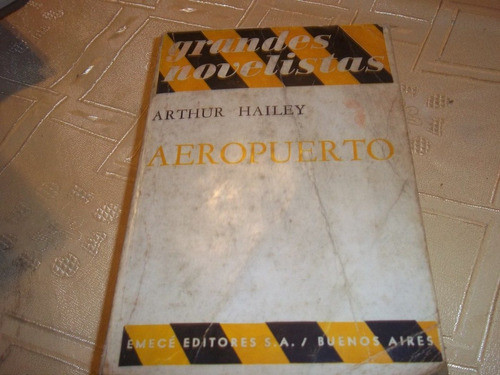 grandes
novelistas
ARTHUR HAILEY
AEROPUERTO
EMECÉ EDITORES S.A. / BUENOS AIRES